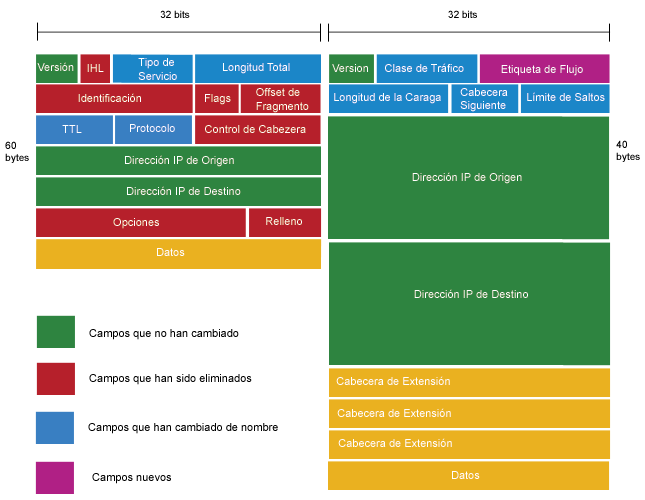 32 bits
32 bits
Versión
IHL
Tipo de
Servicio
Longitud Total
Identificación
Flags
Offset de
Fragmento
TTL
Protocolo
Control de Cabezera
60
bytes
Dirección IP de Origen
Dirección IP de Destino
Opciones
Relleno
Datos
Version
Clase de Tráfico
Etiqueta de Flujo
Longitud de la Caraga
Cabecera
Siguiente
Límite de Saltos
40
bytes
Dirección IP de Origen
Dirección IP de Destino
Cabecera de Extensión
Cabecera de Extensión
Cabecera de Extensión
Datos
Campos que no han cambiado
Campos que han sido eliminados
Campos que han cambiado de nombre
Campos nuevos